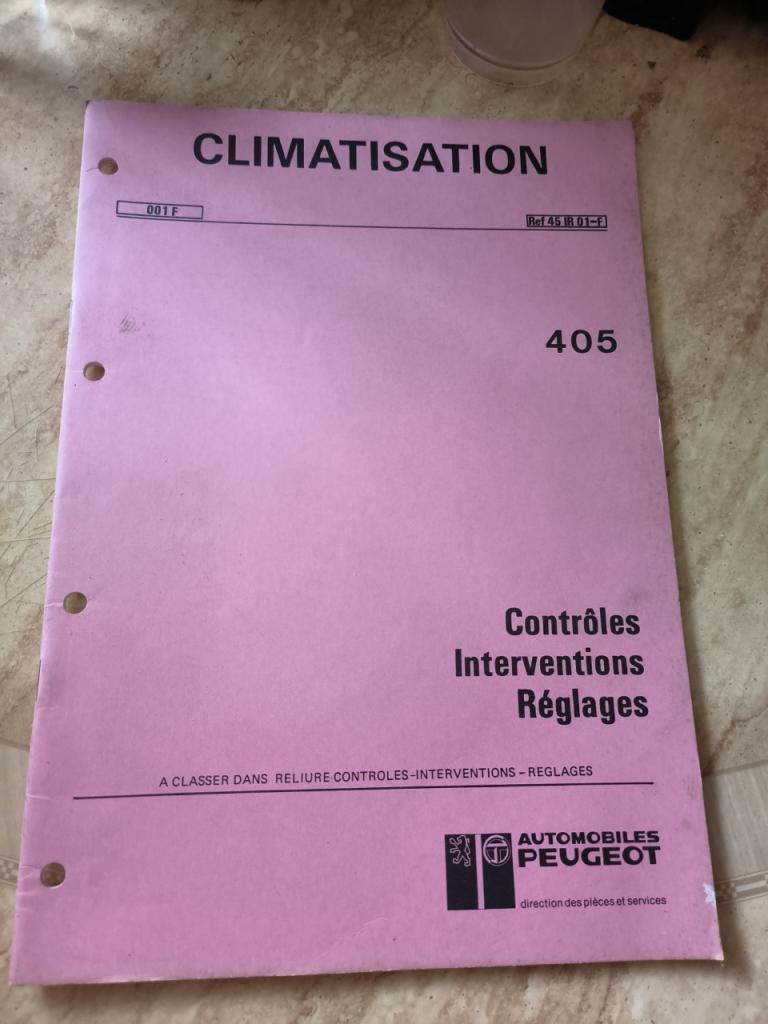 CLIMATISATION
001 F
Ref 45 IR 01-F
405
Contrôles
Interventions
Réglages
A CLASSER DANS RELIURE-CONTROLES-INTERVENTIONS - REGLAGES
AUTOMOBILES
PEUGEOT
direction des pièces et services